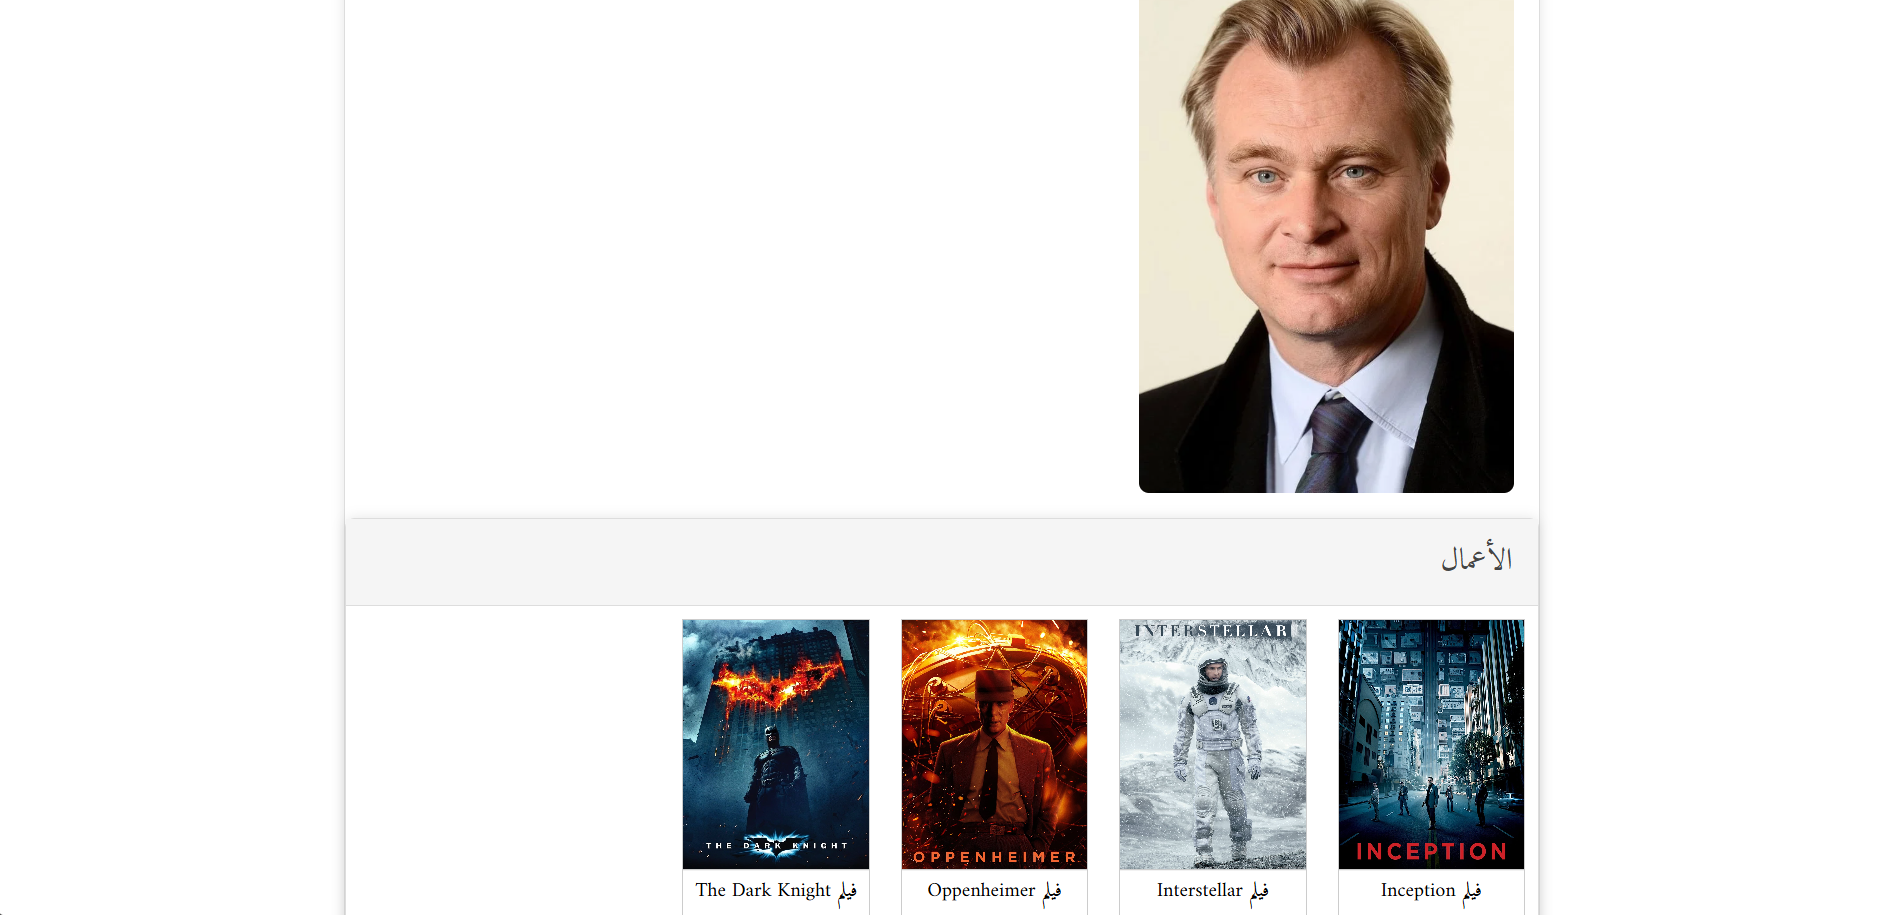 الأعمال
INTERSTELLAR
THE DARK KNIGHT
OPPENHEIMER
INCEPTION
فيلم Inception
فيلم Interstellar
فيلم Oppenheimer
فيلم The Dark Knight